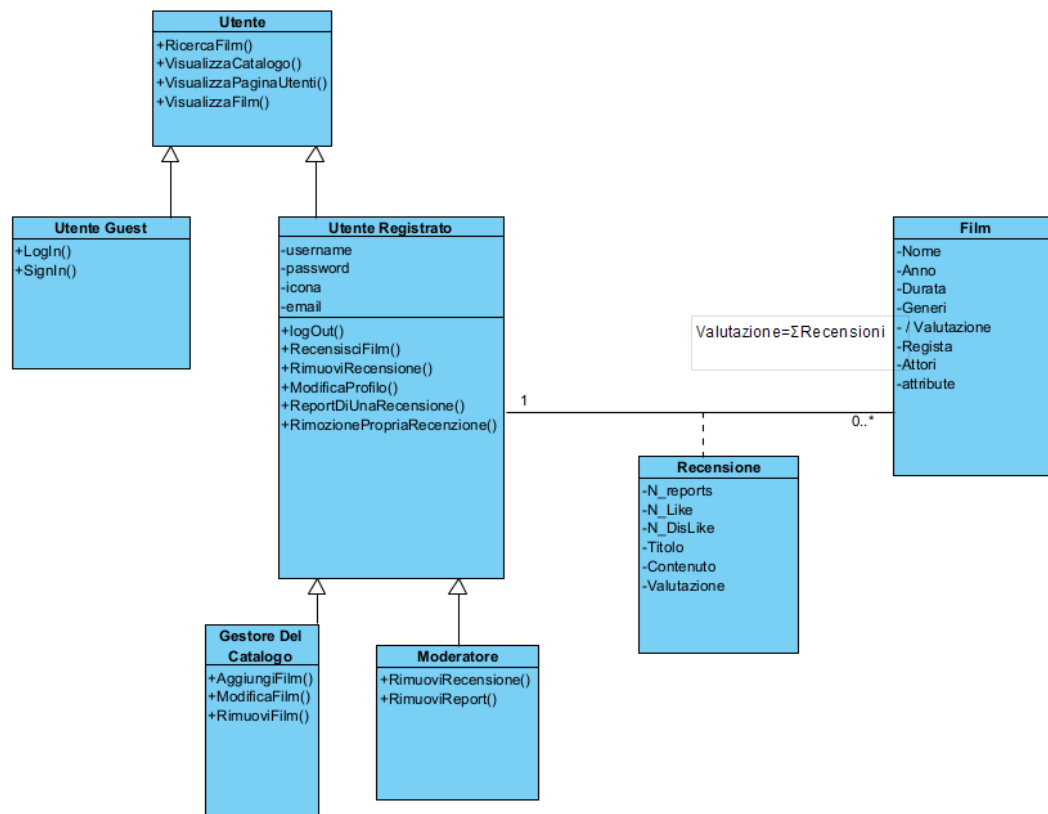 Utente
+RicercaFilm()
+VisualizzaCatalogo()
+VisualizzaPaginaUtenti()
+VisualizzaFilm()
Utente Guest
+LogIn()
+SignIn()
Utente Registrato
-username
-password
-icona
-email
+logOut()
+RecensisciFilm()
+RimuoviRecensione()
+ModificaProfilo()
+ReportDiUnaRecensione()
+RimozionePropriaRecenzione()
Film
-Nome
-Anno
-Durata
-Generi
- / Valutazione
-Regista
-Attori
-attribute
Valutazione=ΣRecensioni
1
0..*
Recensione
-N_reports
-N_Like
-N_DisLike
-Titolo
-Contenuto
-Valutazione
Gestore Del
Catalogo
+AggiungiFilm()
+ModificaFilm()
+RimuoviFilm()
Moderatore
+RimuoviRecensione()
+RimuoviReport()